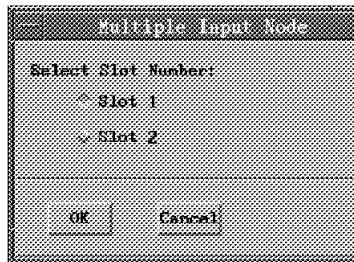 Multiple Input Node
Select Slot Number:
Slot 1
Slot 2
OK
Cancel